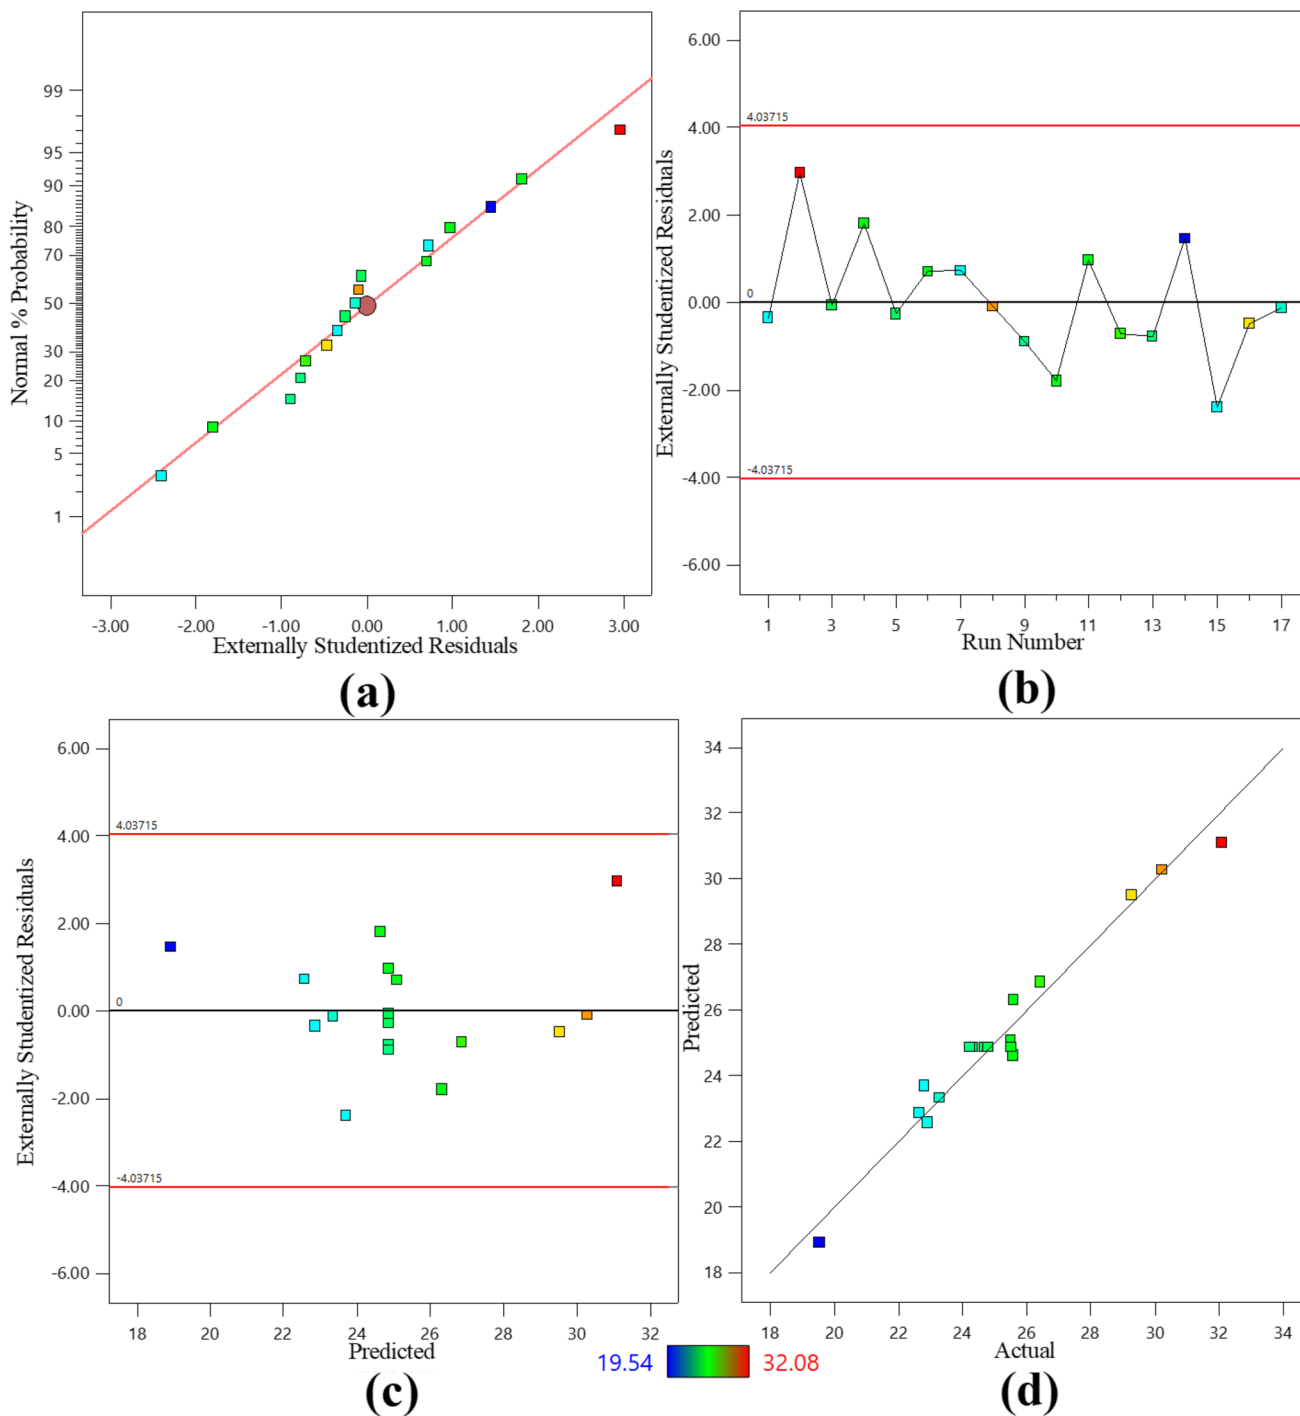 99
95
90
80
70
50
30
20
10
5
1
Normal % Probability
-3.00 -2.00 -1.00 0.00 1.00 2.00 3.00
Externally Studentized Residuals
(a)
6.00
4.00
2.00
0.00
-2.00
-4.00
-6.00
Externally Studentized Residuals
4.03715
0
-4.03715
1 3 5 7 9 11 13 15 17
Run Number
(b)
6.00
4.00
2.00
0.00
-2.00
-4.00
-6.00
Externally Studentized Residuals
4.03715
0
-4.03715
18 20 22 24 26 28 30 32
Predicted
(c)
34
32
30
28
26
24
22
20
18
Predicted
18 20 22 24 26 28 30 32 34
Actual
(d)
19.54 32.08